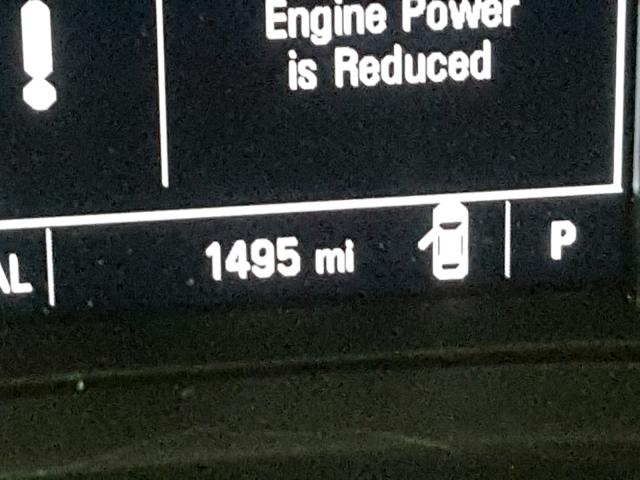 Engine Power
is Reduced
AL
1495 mi
P